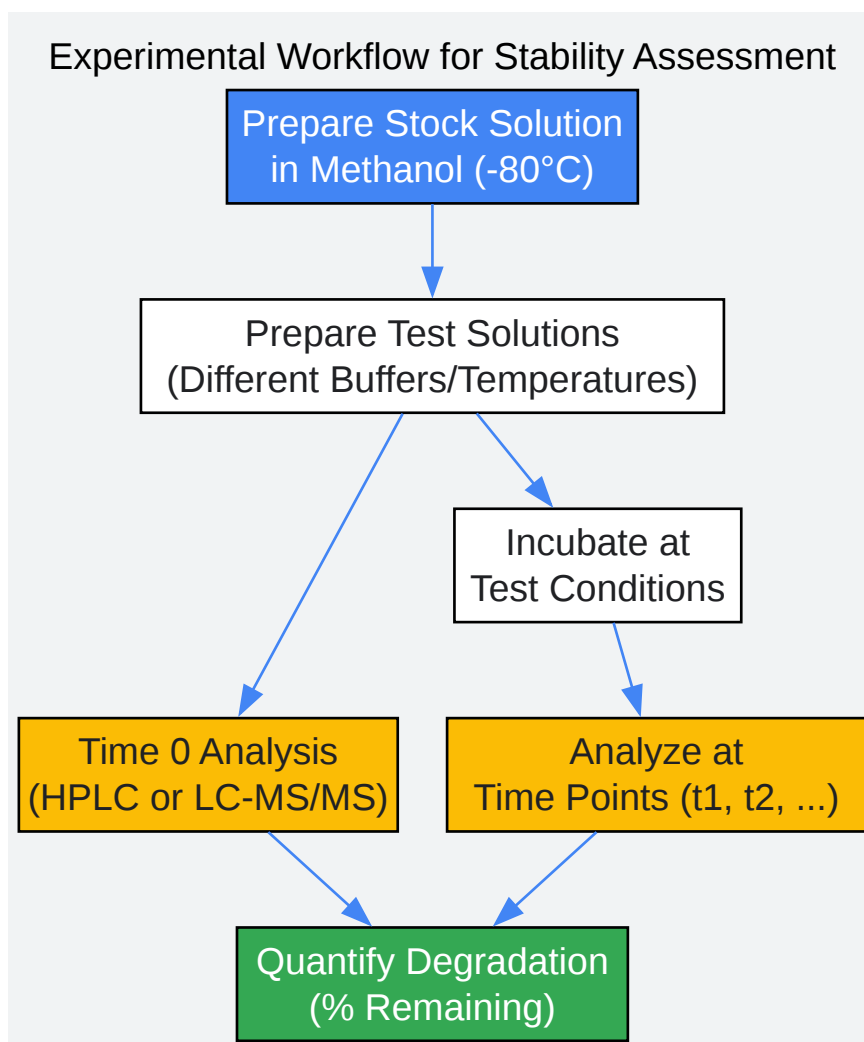 Experimental Workflow for Stability Assessment
Prepare Stock Solution
in Methanol (-80°C)
Prepare Test Solutions
(Different Buffers/Temperatures)
Incubate at
Test Conditions
Time 0 Analysis
(HPLC or LC-MS/MS)
Analyze at
Time Points (t1, t2, ...)
Quantify Degradation
(% Remaining)